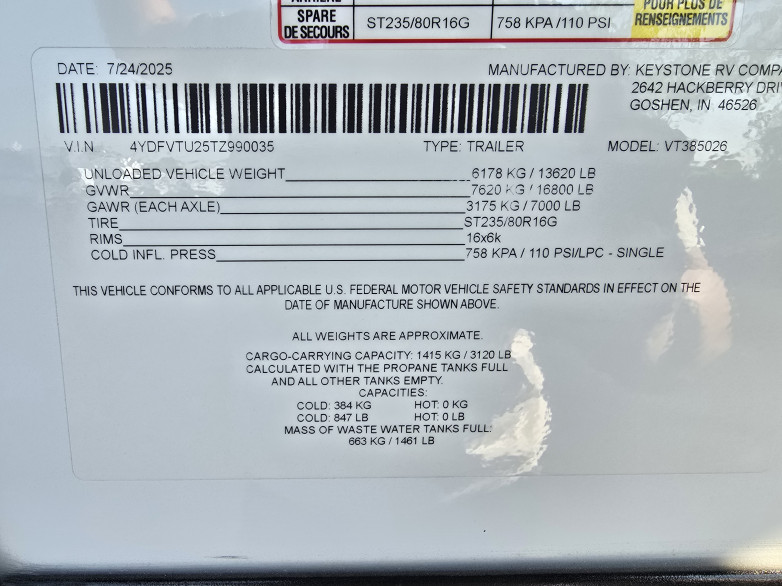 POUR PLUS DE
SPARE ST235/80R16G 758 KPA /110 PSI RENSEIGNEMENTS
DE SECOURS
DATE: 7/24/2025 MANUFACTURED BY: KEYSTONE RV
2642 HACKBERRY
GOSHEN, IN 46526
V.I.N 4YDFVTU25TZ990035 TYPE: TRAILER MODEL: VT385026
UNLOADED VEHICLE WEIGHT 6178 KG / 13620 LB
GVWR 7620 KG / 16800 LB
GAWR (EACH AXLE) 3175 KG / 7000 LB
TIRE ST235/80R16G
RIMS 16x6k
COLD INFL. PRESS 758 KPA / 110 PSI/LPC - SINGLE
THIS VEHICLE CONFORMS TO ALL APPLICABLE U.S. FEDERAL MOTOR VEHICLE SAFETY STANDARDS IN EFFECT ON THE
DATE OF MANUFACTURE SHOWN ABOVE.
ALL WEIGHTS ARE APPROXIMATE.
CARGO-CARRYING CAPACITY: 1415 KG / 3120 LB
CALCULATED WITH THE PROPANE TANKS FULL
AND ALL OTHER TANKS EMPTY.
CAPACITIES:
COLD: 384 KG HOT: 0 KG
COLD: 847 LB HOT: 0 LB
MASS OF WASTE WATER TANKS FULL:
663 KG / 1461 LB